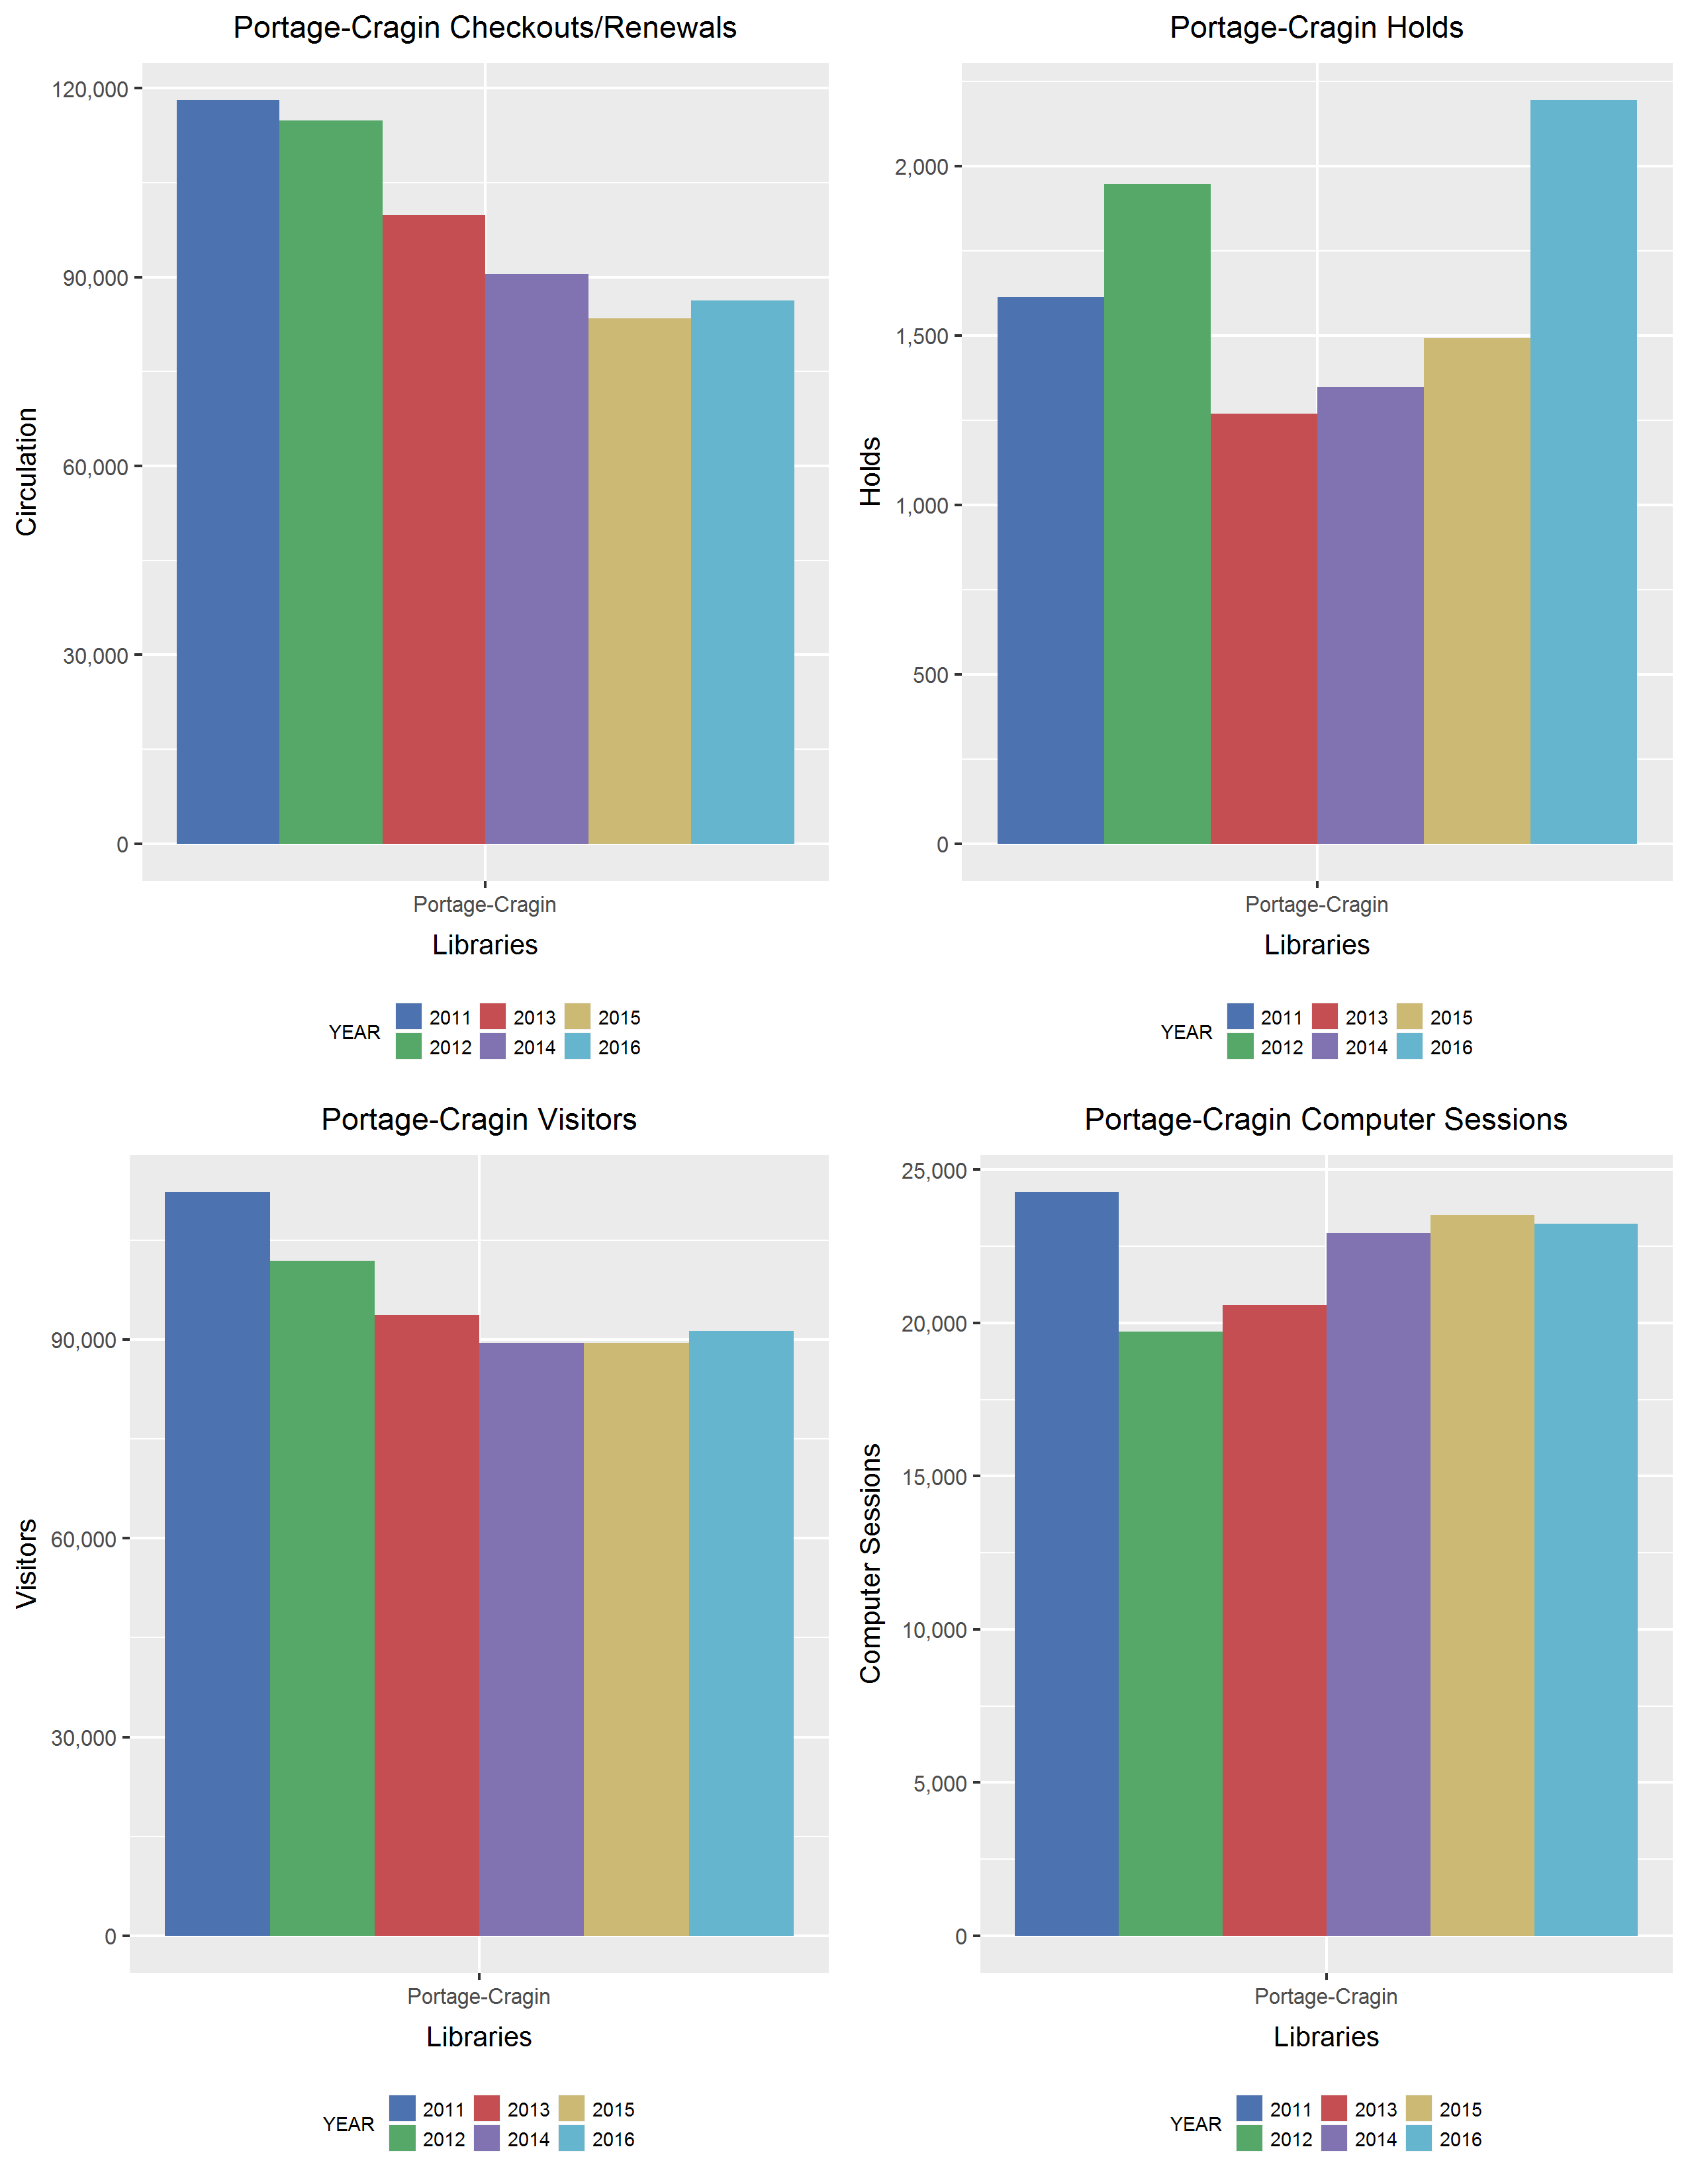 Portage-Cragin Checkouts/Renewals
120,000
90,000
60,000
30,000
0
Circulation
Portage-Cragin
Libraries
YEAR 2011 2013 2015
2012 2014 2016
Portage-Cragin Holds
2,000
1,500
1,000
500
0
Holds
Portage-Cragin
Libraries
YEAR 2011 2013 2015
2012 2014 2016
Portage-Cragin Visitors
90,000
60,000
30,000
0
Visitors
Portage-Cragin
Libraries
YEAR 2011 2013 2015
2012 2014 2016
Portage-Cragin Computer Sessions
25,000
20,000
15,000
10,000
5,000
0
Computer Sessions
Portage-Cragin
Libraries
YEAR 2011 2013 2015
2012 2014 2016